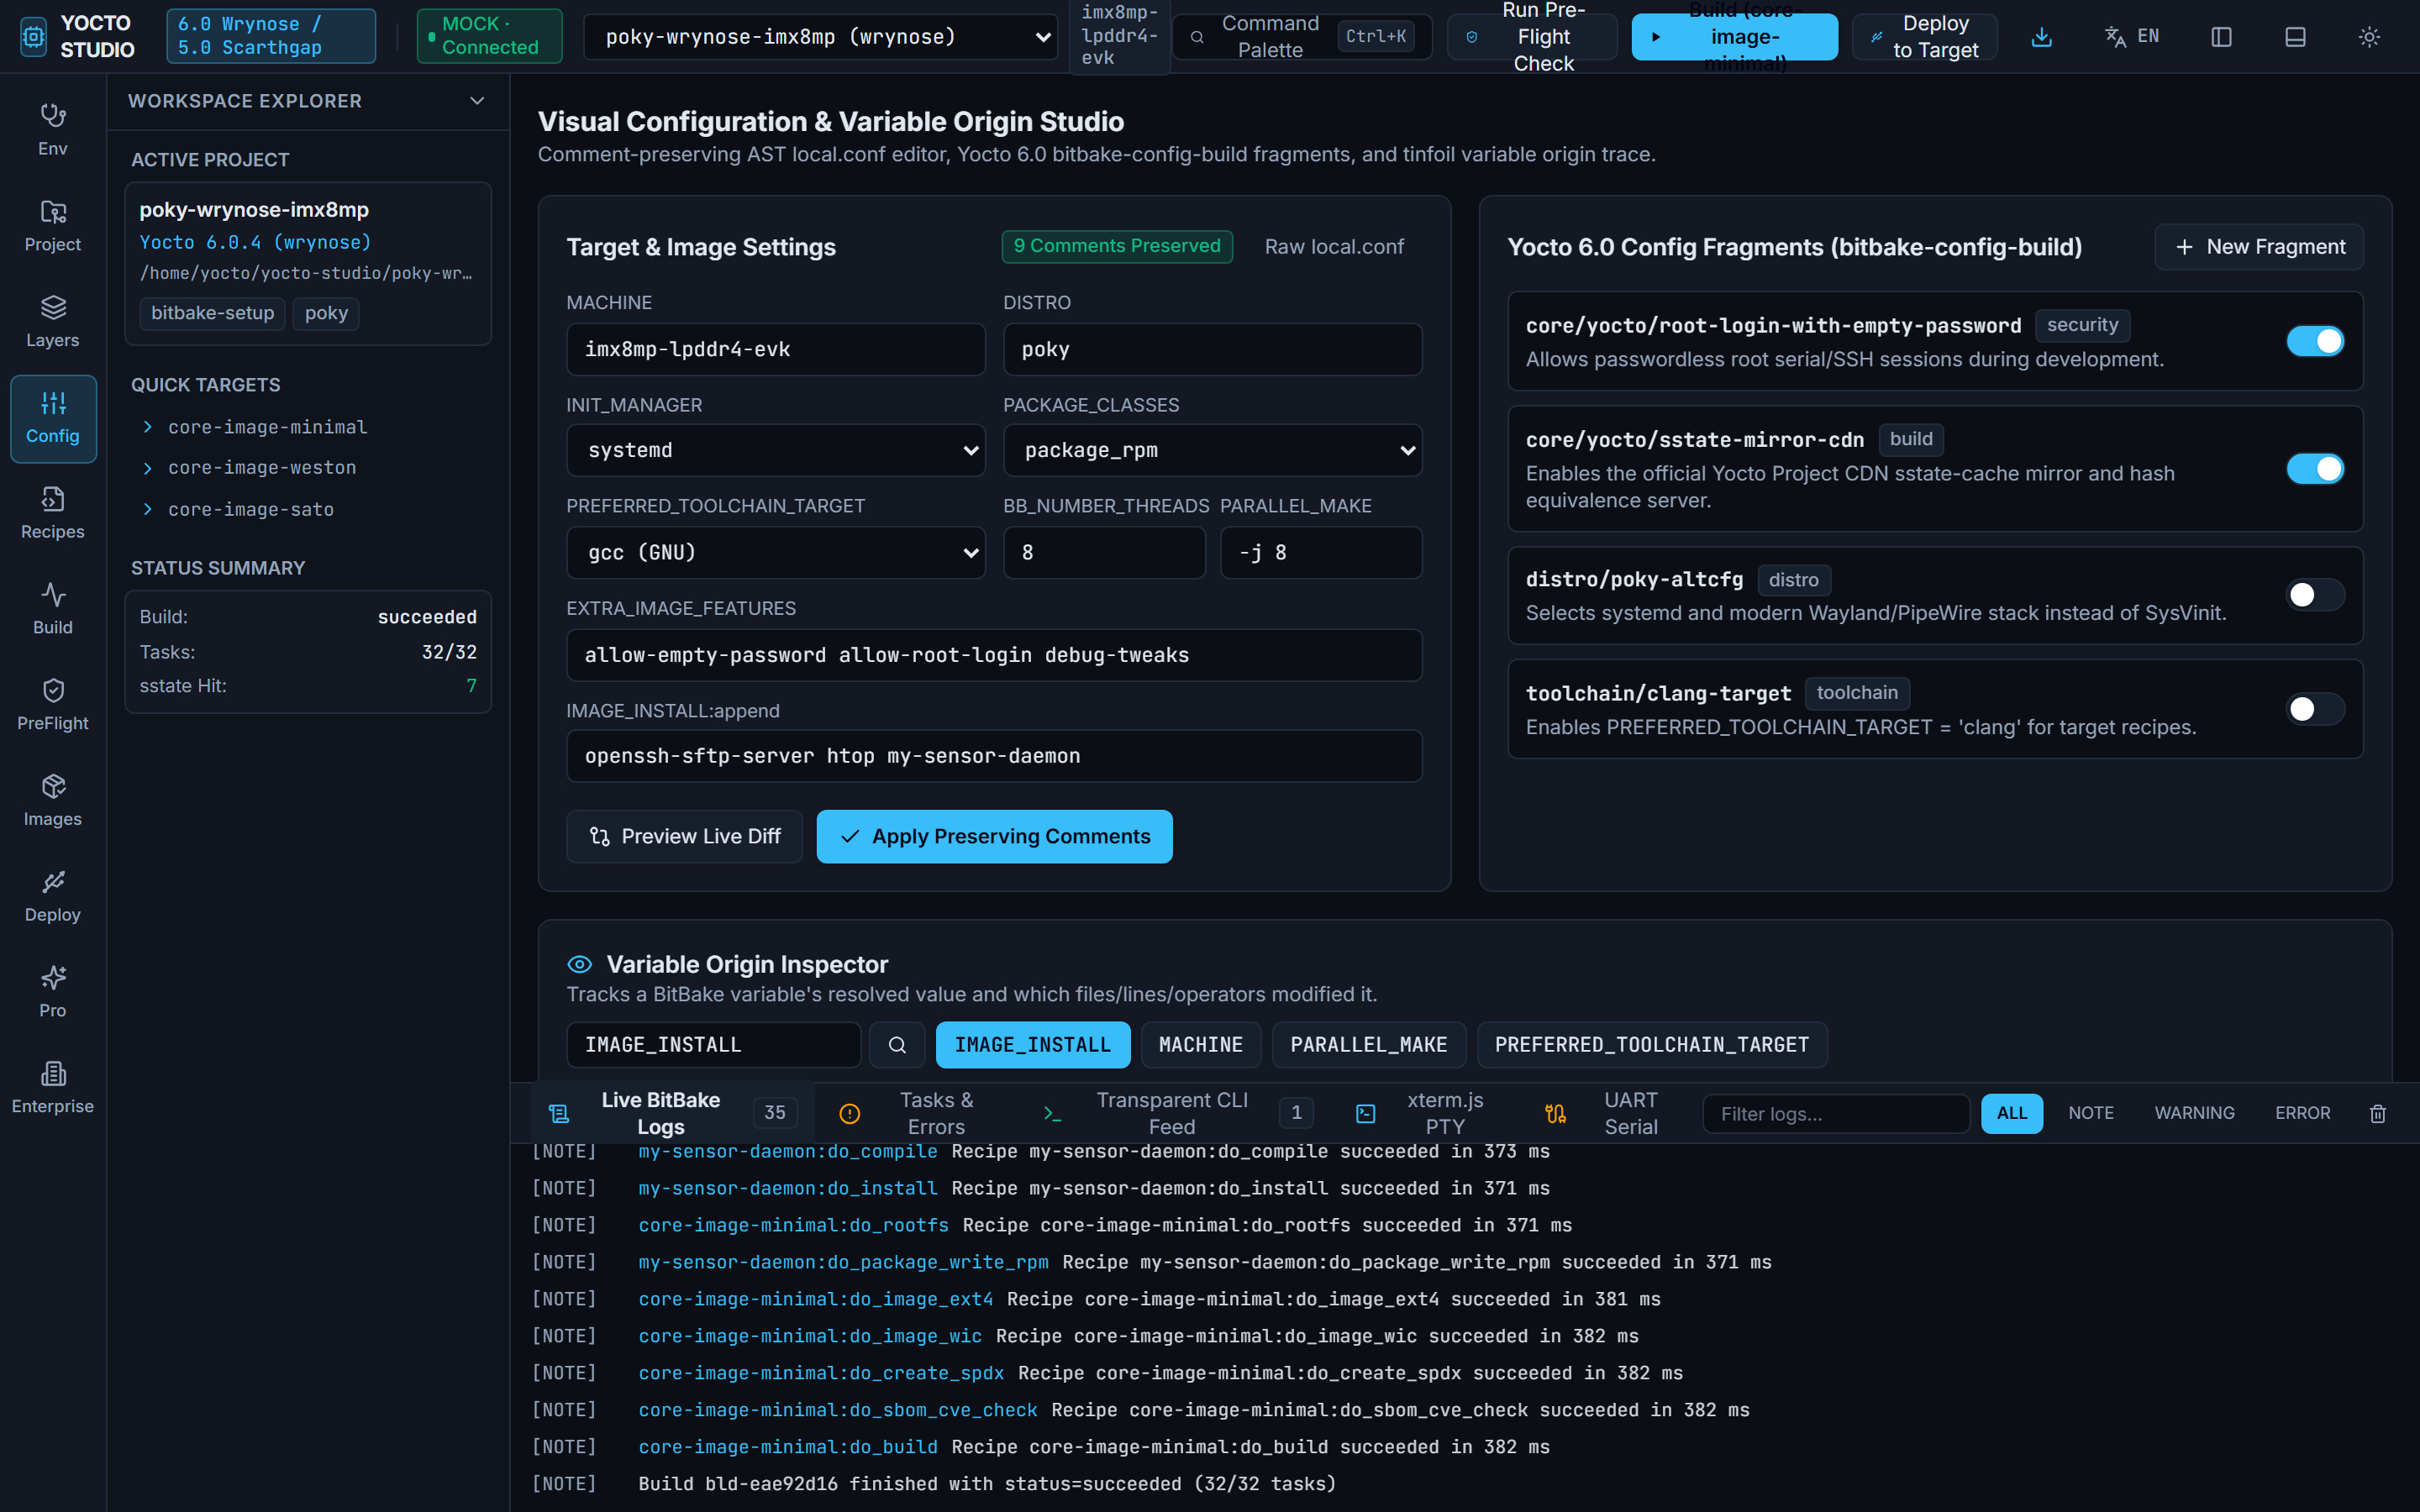 YOCTO
STUDIO
6.0 Wrynose /
5.0 Scarthgap
MOCK ·
Connected
poky-wrynose-imx8mp (wrynose)
imx8mp-
lpddr4-
evk
Command
Palette
Ctrl+K
Run Pre-
Flight
Check
Build (core-
image-
minimal)
Deploy
to Target
EN
Env
Project
Layers
Config
Recipes
Build
PreFlight
Images
Deploy
Pro
Enterprise
WORKSPACE EXPLORER
ACTIVE PROJECT
poky-wrynose-imx8mp
Yocto 6.0.4 (wrynose)
/home/yocto/yocto-studio/poky-wr…
bitbake-setup
poky
QUICK TARGETS
core-image-minimal
core-image-weston
core-image-sato
STATUS SUMMARY
Build: succeeded
Tasks: 32/32
sstate Hit: 7
Visual Configuration & Variable Origin Studio
Comment-preserving AST local.conf editor, Yocto 6.0 bitbake-config-build fragments, and tinfoil variable origin trace.
Target & Image Settings
9 Comments Preserved
Raw local.conf
MACHINE
DISTRO
imx8mp-lpddr4-evk
poky
INIT_MANAGER
PACKAGE_CLASSES
systemd
package_rpm
PREFERRED_TOOLCHAIN_TARGET
BB_NUMBER_THREADS
PARALLEL_MAKE
gcc (GNU)
8
-j 8
EXTRA_IMAGE_FEATURES
allow-empty-password allow-root-login debug-tweaks
IMAGE_INSTALL:append
openssh-sftp-server htop my-sensor-daemon
Preview Live Diff
Apply Preserving Comments
Yocto 6.0 Config Fragments (bitbake-config-build)
New Fragment
core/yocto/root-login-with-empty-password
security
Allows passwordless root serial/SSH sessions during development.
core/yocto/sstate-mirror-cdn
build
Enables the official Yocto Project CDN sstate-cache mirror and hash
equivalence server.
distro/poky-altcfg
distro
Selects systemd and modern Wayland/PipeWire stack instead of SysVinit.
toolchain/clang-target
toolchain
Enables PREFERRED_TOOLCHAIN_TARGET = 'clang' for target recipes.
Variable Origin Inspector
Tracks a BitBake variable's resolved value and which files/lines/operators modified it.
IMAGE_INSTALL
IMAGE_INSTALL
MACHINE
PARALLEL_MAKE
PREFERRED_TOOLCHAIN_TARGET
Live BitBake
Logs
35
Tasks &
Errors
Transparent CLI
Feed
1
xterm.js
PTY
UART
Serial
Filter logs...
ALL
NOTE
WARNING
ERROR
[NOTE] my-sensor-daemon:do_compile Recipe my-sensor-daemon:do_compile succeeded in 373 ms
[NOTE] my-sensor-daemon:do_install Recipe my-sensor-daemon:do_install succeeded in 371 ms
[NOTE] core-image-minimal:do_rootfs Recipe core-image-minimal:do_rootfs succeeded in 371 ms
[NOTE] my-sensor-daemon:do_package_write_rpm Recipe my-sensor-daemon:do_package_write_rpm succeeded in 371 ms
[NOTE] core-image-minimal:do_image_ext4 Recipe core-image-minimal:do_image_ext4 succeeded in 381 ms
[NOTE] core-image-minimal:do_image_wic Recipe core-image-minimal:do_image_wic succeeded in 382 ms
[NOTE] core-image-minimal:do_create_spdx Recipe core-image-minimal:do_create_spdx succeeded in 382 ms
[NOTE] core-image-minimal:do_sbom_cve_check Recipe core-image-minimal:do_sbom_cve_check succeeded in 382 ms
[NOTE] core-image-minimal:do_build Recipe core-image-minimal:do_build succeeded in 382 ms
[NOTE] Build bld-eae92d16 finished with status=succeeded (32/32 tasks)